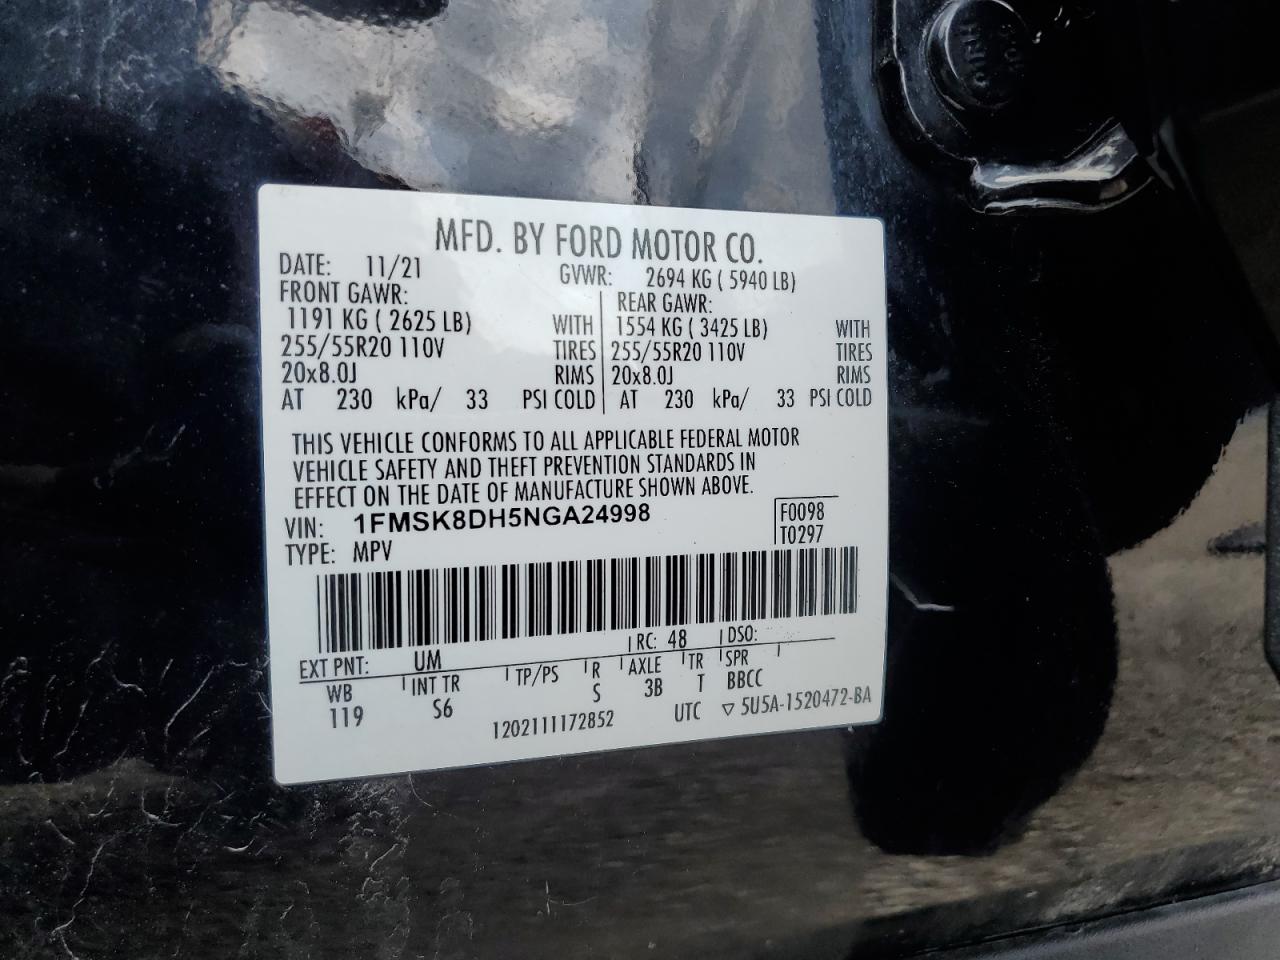 MFD. BY FORD MOTOR CO.
DATE: 11/21 GVWR: 2694 KG ( 5940 LB)
FRONT GAWR: REAR GAWR:
1191 KG ( 2625 LB) WITH 1554 KG ( 3425 LB) WITH
255/55R20 110V TIRES 255/55R20 110V TIRES
20x8.0J RIMS 20x8.0J RIMS
AT 230 kPa/ 33 PSI COLD AT 230 kPa/ 33 PSI COLD
THIS VEHICLE CONFORMS TO ALL APPLICABLE FEDERAL MOTOR
VEHICLE SAFETY AND THEFT PREVENTION STANDARDS IN
EFFECT ON THE DATE OF MANUFACTURE SHOWN ABOVE.
VIN: 1FMSK8DH5NGA24998 F0098
TYPE: MPV T0297
EXT PNT: UM RC: 48 DSO:
WB INT TR TP/PS R AXLE TR SPR
119 S6 S 3B T BBCC
1202111172852 UTC ▽ 5U5A-1520472-BA